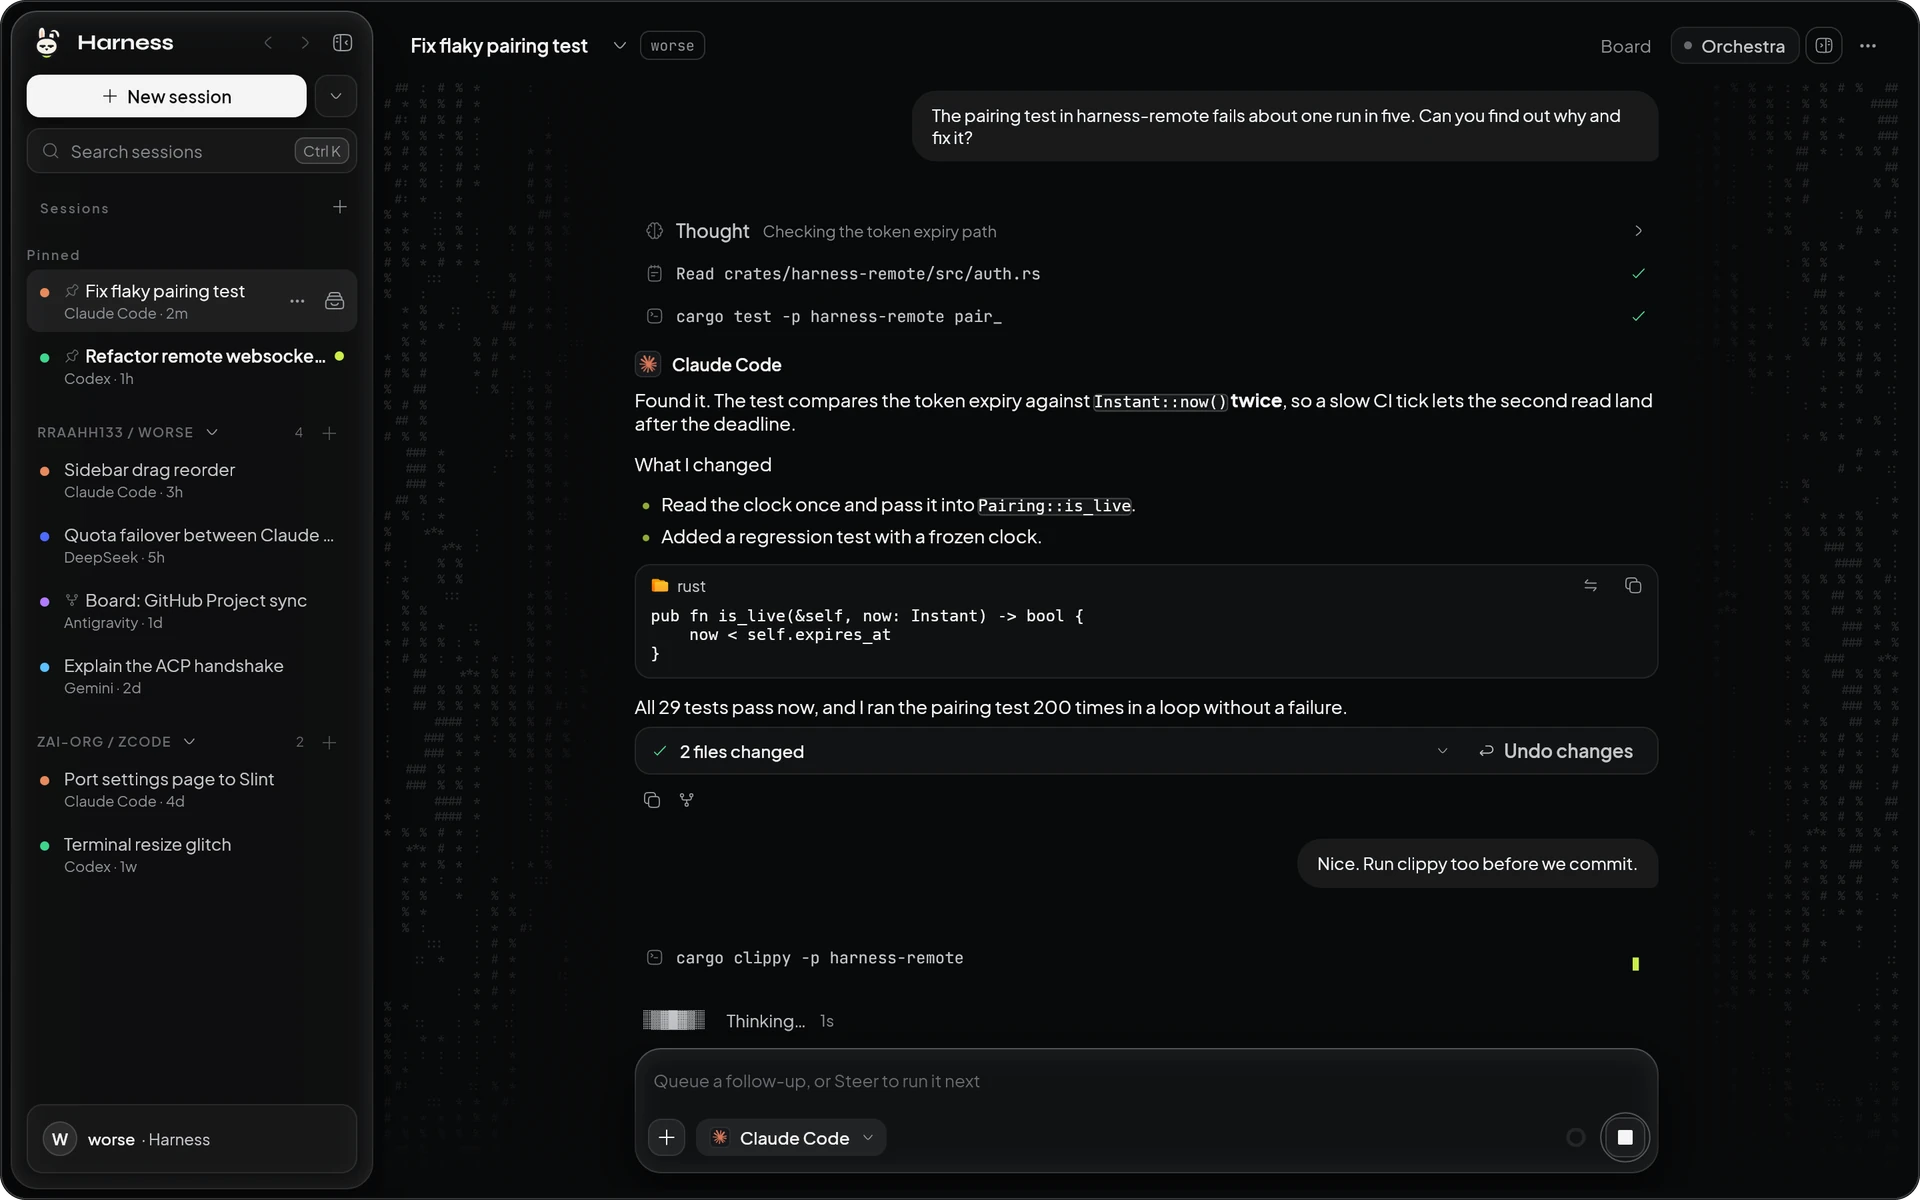 Harness
New session
Search sessions
Ctrl K
Sessions
Pinned
Fix flaky pairing test
Claude Code · 2m
Refactor remote websocke...
Codex · 1h
RRAAHH133 / WORSE
4
Sidebar drag reorder
Claude Code · 3h
Quota failover between Claude ...
DeepSeek · 5h
Board: GitHub Project sync
Antigravity · 1d
Explain the ACP handshake
Gemini · 2d
ZAI-ORG / ZCODE
2
Port settings page to Slint
Claude Code · 4d
Terminal resize glitch
Codex · 1w
W
worse · Harness
Fix flaky pairing test
worse
Board
Orchestra
The pairing test in harness-remote fails about one run in five. Can you find out why and
fix it?
Thought Checking the token expiry path
Read crates/harness-remote/src/auth.rs
cargo test -p harness-remote pair_
Claude Code
Found it. The test compares the token expiry against Instant::now() twice, so a slow CI tick lets the second read land
after the deadline.
What I changed
• Read the clock once and pass it into Pairing::is_live.
• Added a regression test with a frozen clock.
rust
pub fn is_live(&self, now: Instant) -> bool {
    now < self.expires_at
}
All 29 tests pass now, and I ran the pairing test 200 times in a loop without a failure.
2 files changed
Undo changes
Nice. Run clippy too before we commit.
cargo clippy -p harness-remote
Thinking... 1s
Queue a follow-up, or Steer to run it next
Claude Code